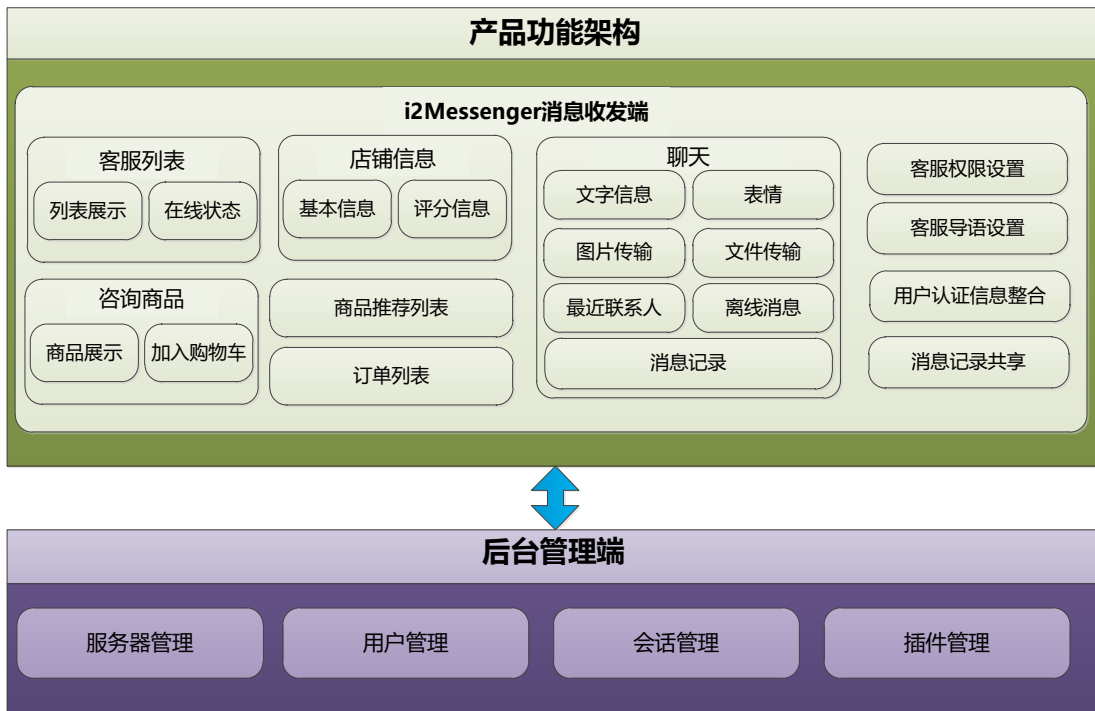 产品功能架构
i2Messenger消息收发端
客服列表
列表展示
在线状态
店铺信息
基本信息
评分信息
聊天
文字信息
表情
图片传输
文件传输
最近联系人
离线消息
消息记录
客服权限设置
客服导语设置
用户认证信息整合
消息记录共享
咨询商品
商品展示
加入购物车
商品推荐列表
订单列表
后台管理端
服务器管理
用户管理
会话管理
插件管理